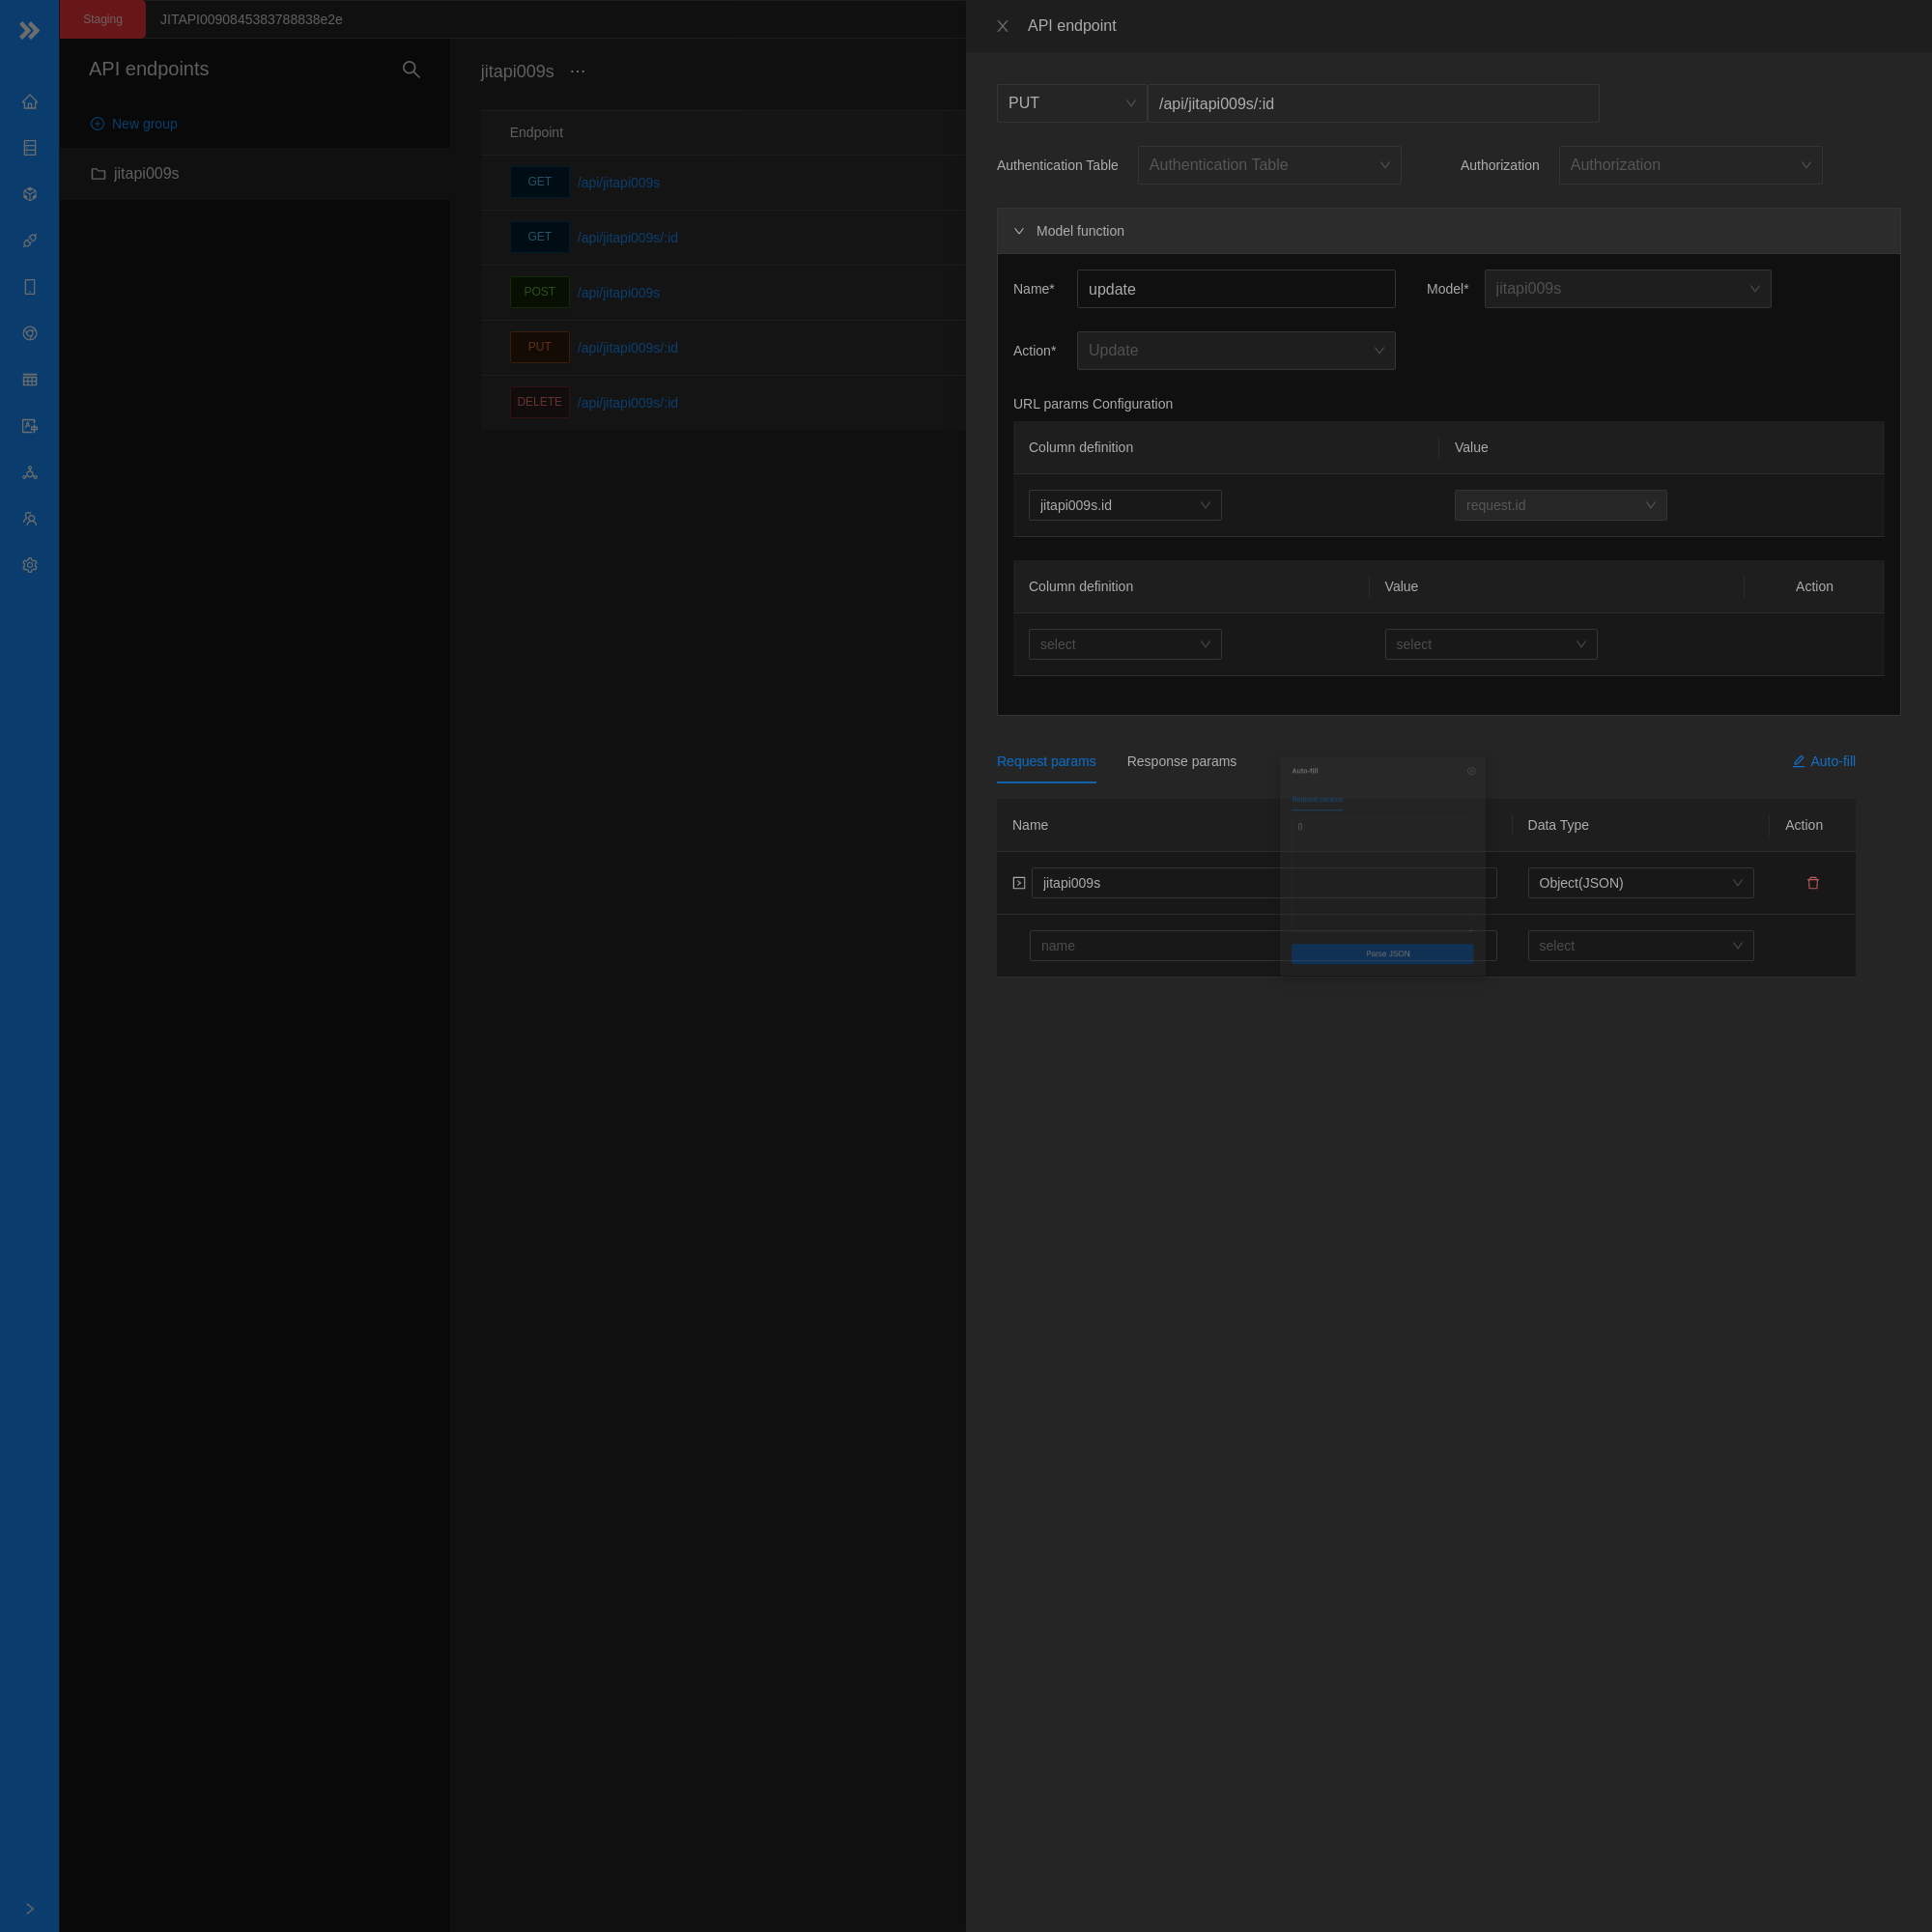 Staging
JITAPI0090845383788838e2e
API endpoints
New group
jitapi009s
jitapi009s
Endpoint
GET /api/jitapi009s
GET /api/jitapi009s/:id
POST /api/jitapi009s
PUT /api/jitapi009s/:id
DELETE /api/jitapi009s/:id
API endpoint
PUT /api/jitapi009s/:id
Authentication Table Authentication Table Authorization Authorization
Model function
Name* update Model* jitapi009s
Action* Update
URL params Configuration
Column definition Value
jitapi009s.id request.id
Column definition Value Action
select select
Request params Response params Auto-fill
Name Data Type Action
jitapi009s Object(JSON)
name select
Auto-fill
Request params
{}
Parse JSON